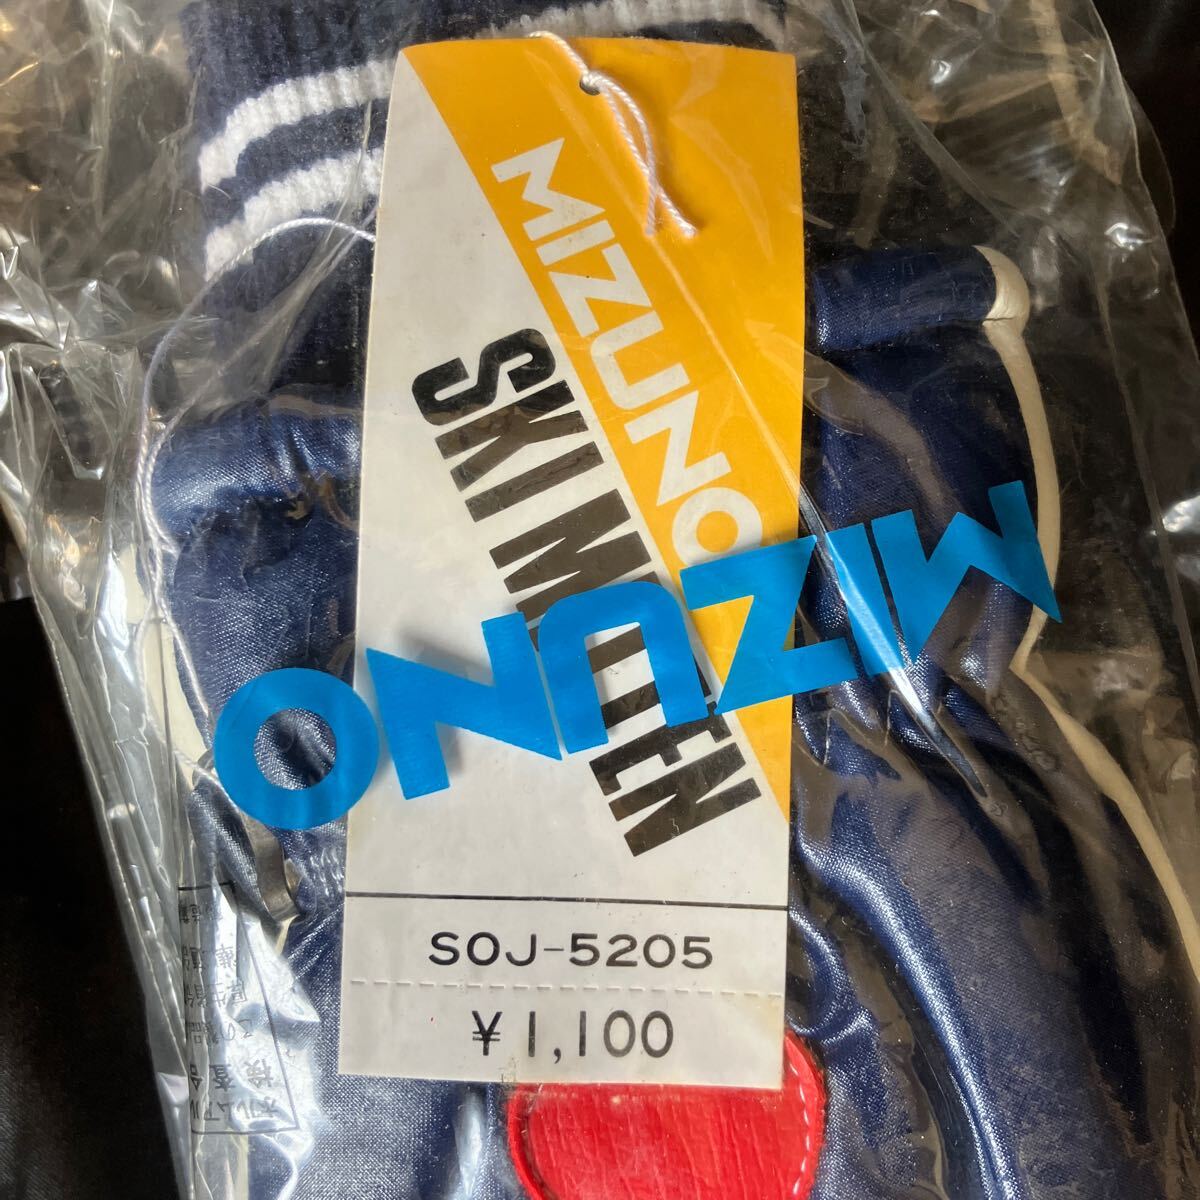 MIZUNO
SKI MITTEN
MIZUNO
SOJ-5205
¥1,100